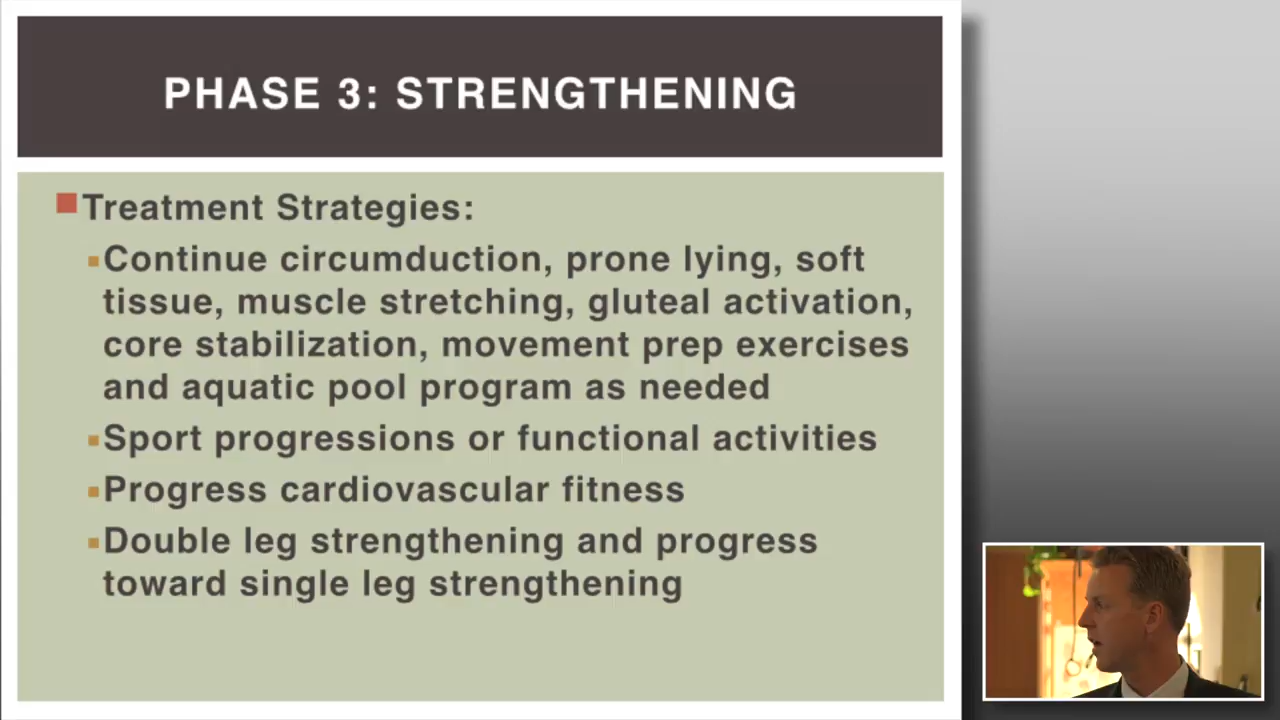 PHASE 3: STRENGTHENING
Treatment Strategies:
Continue circumduction, prone lying, soft
tissue, muscle stretching, gluteal activation,
core stabilization, movement prep exercises
and aquatic pool program as needed
Sport progressions or functional activities
Progress cardiovascular fitness
Double leg strengthening and progress
toward single leg strengthening